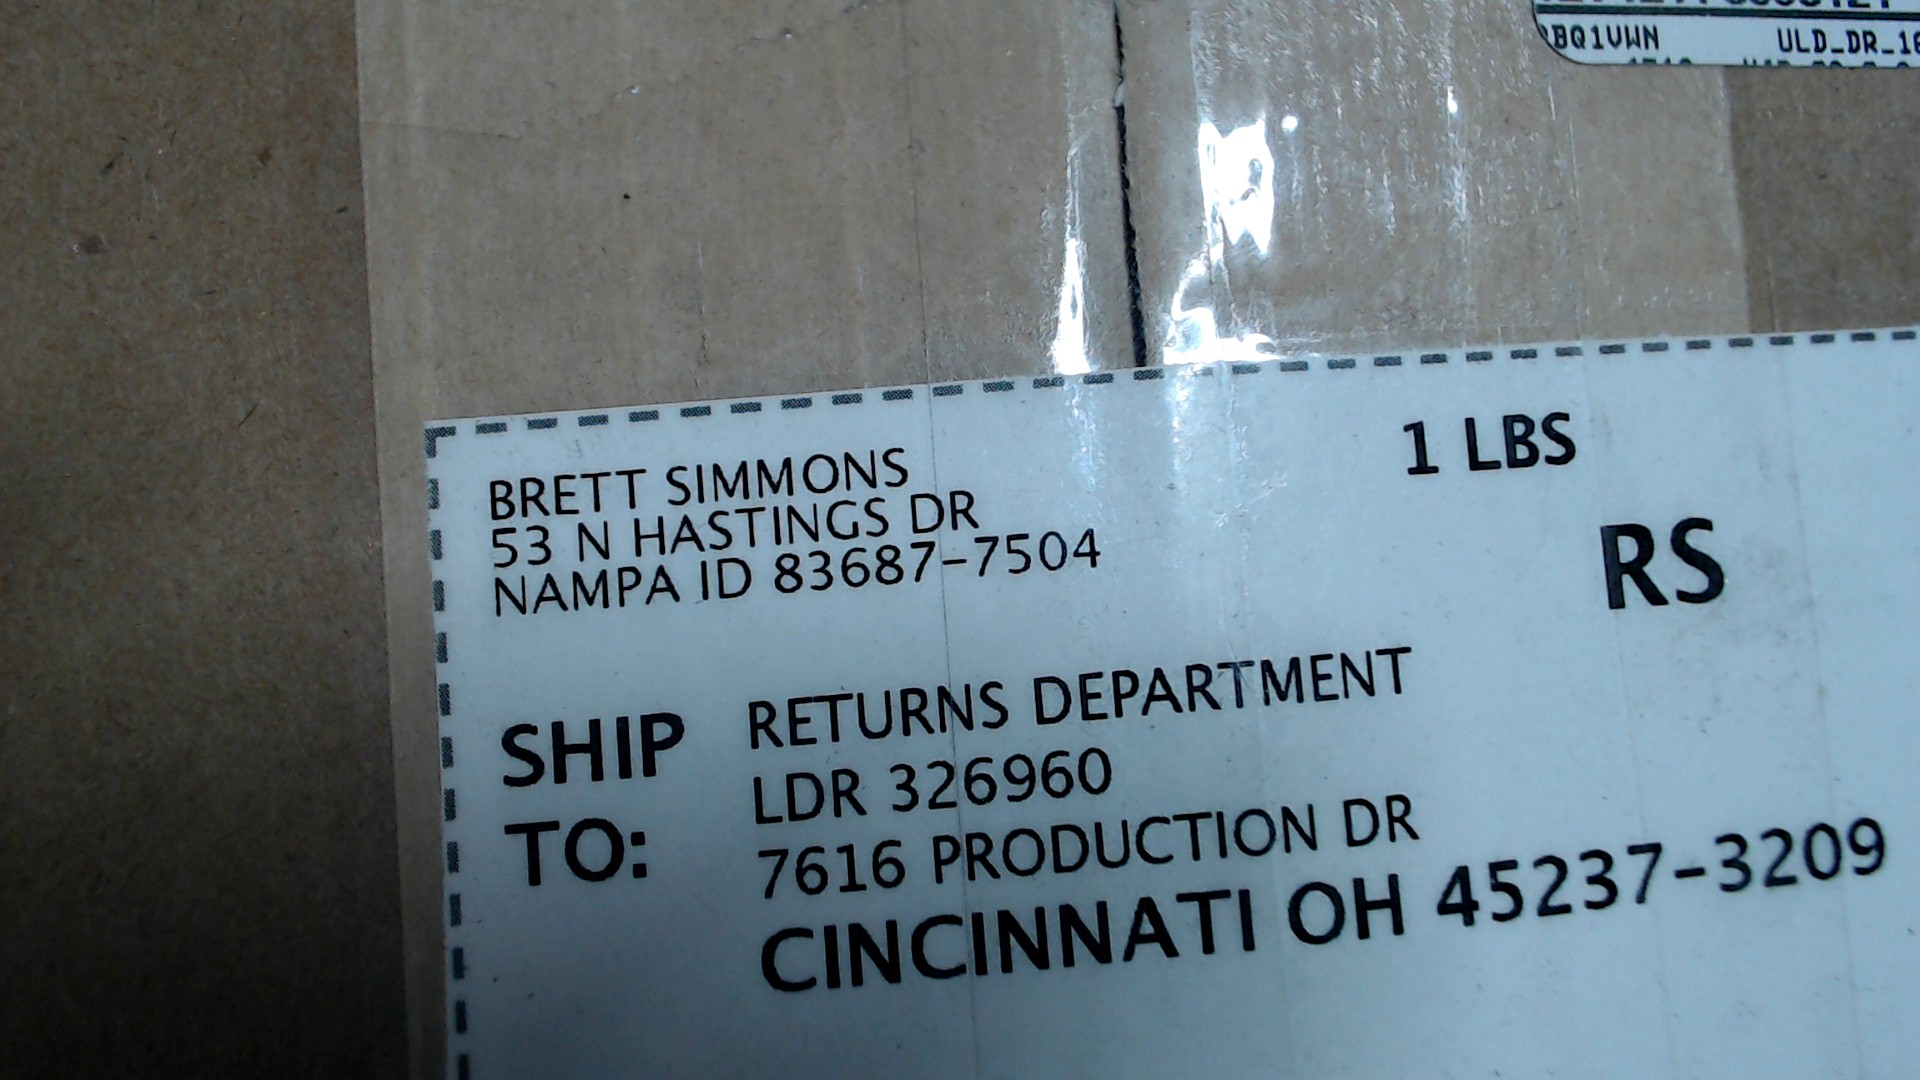 BQ1VWN ULD_DR_16
BRETT SIMMONS
1 LBS
53 N HASTINGS DR
NAMPA ID 83687-7504
RS
SHIP TO:
RETURNS DEPARTMENT
LDR 326960
7616 PRODUCTION DR
CINCINNATI OH 45237-3209